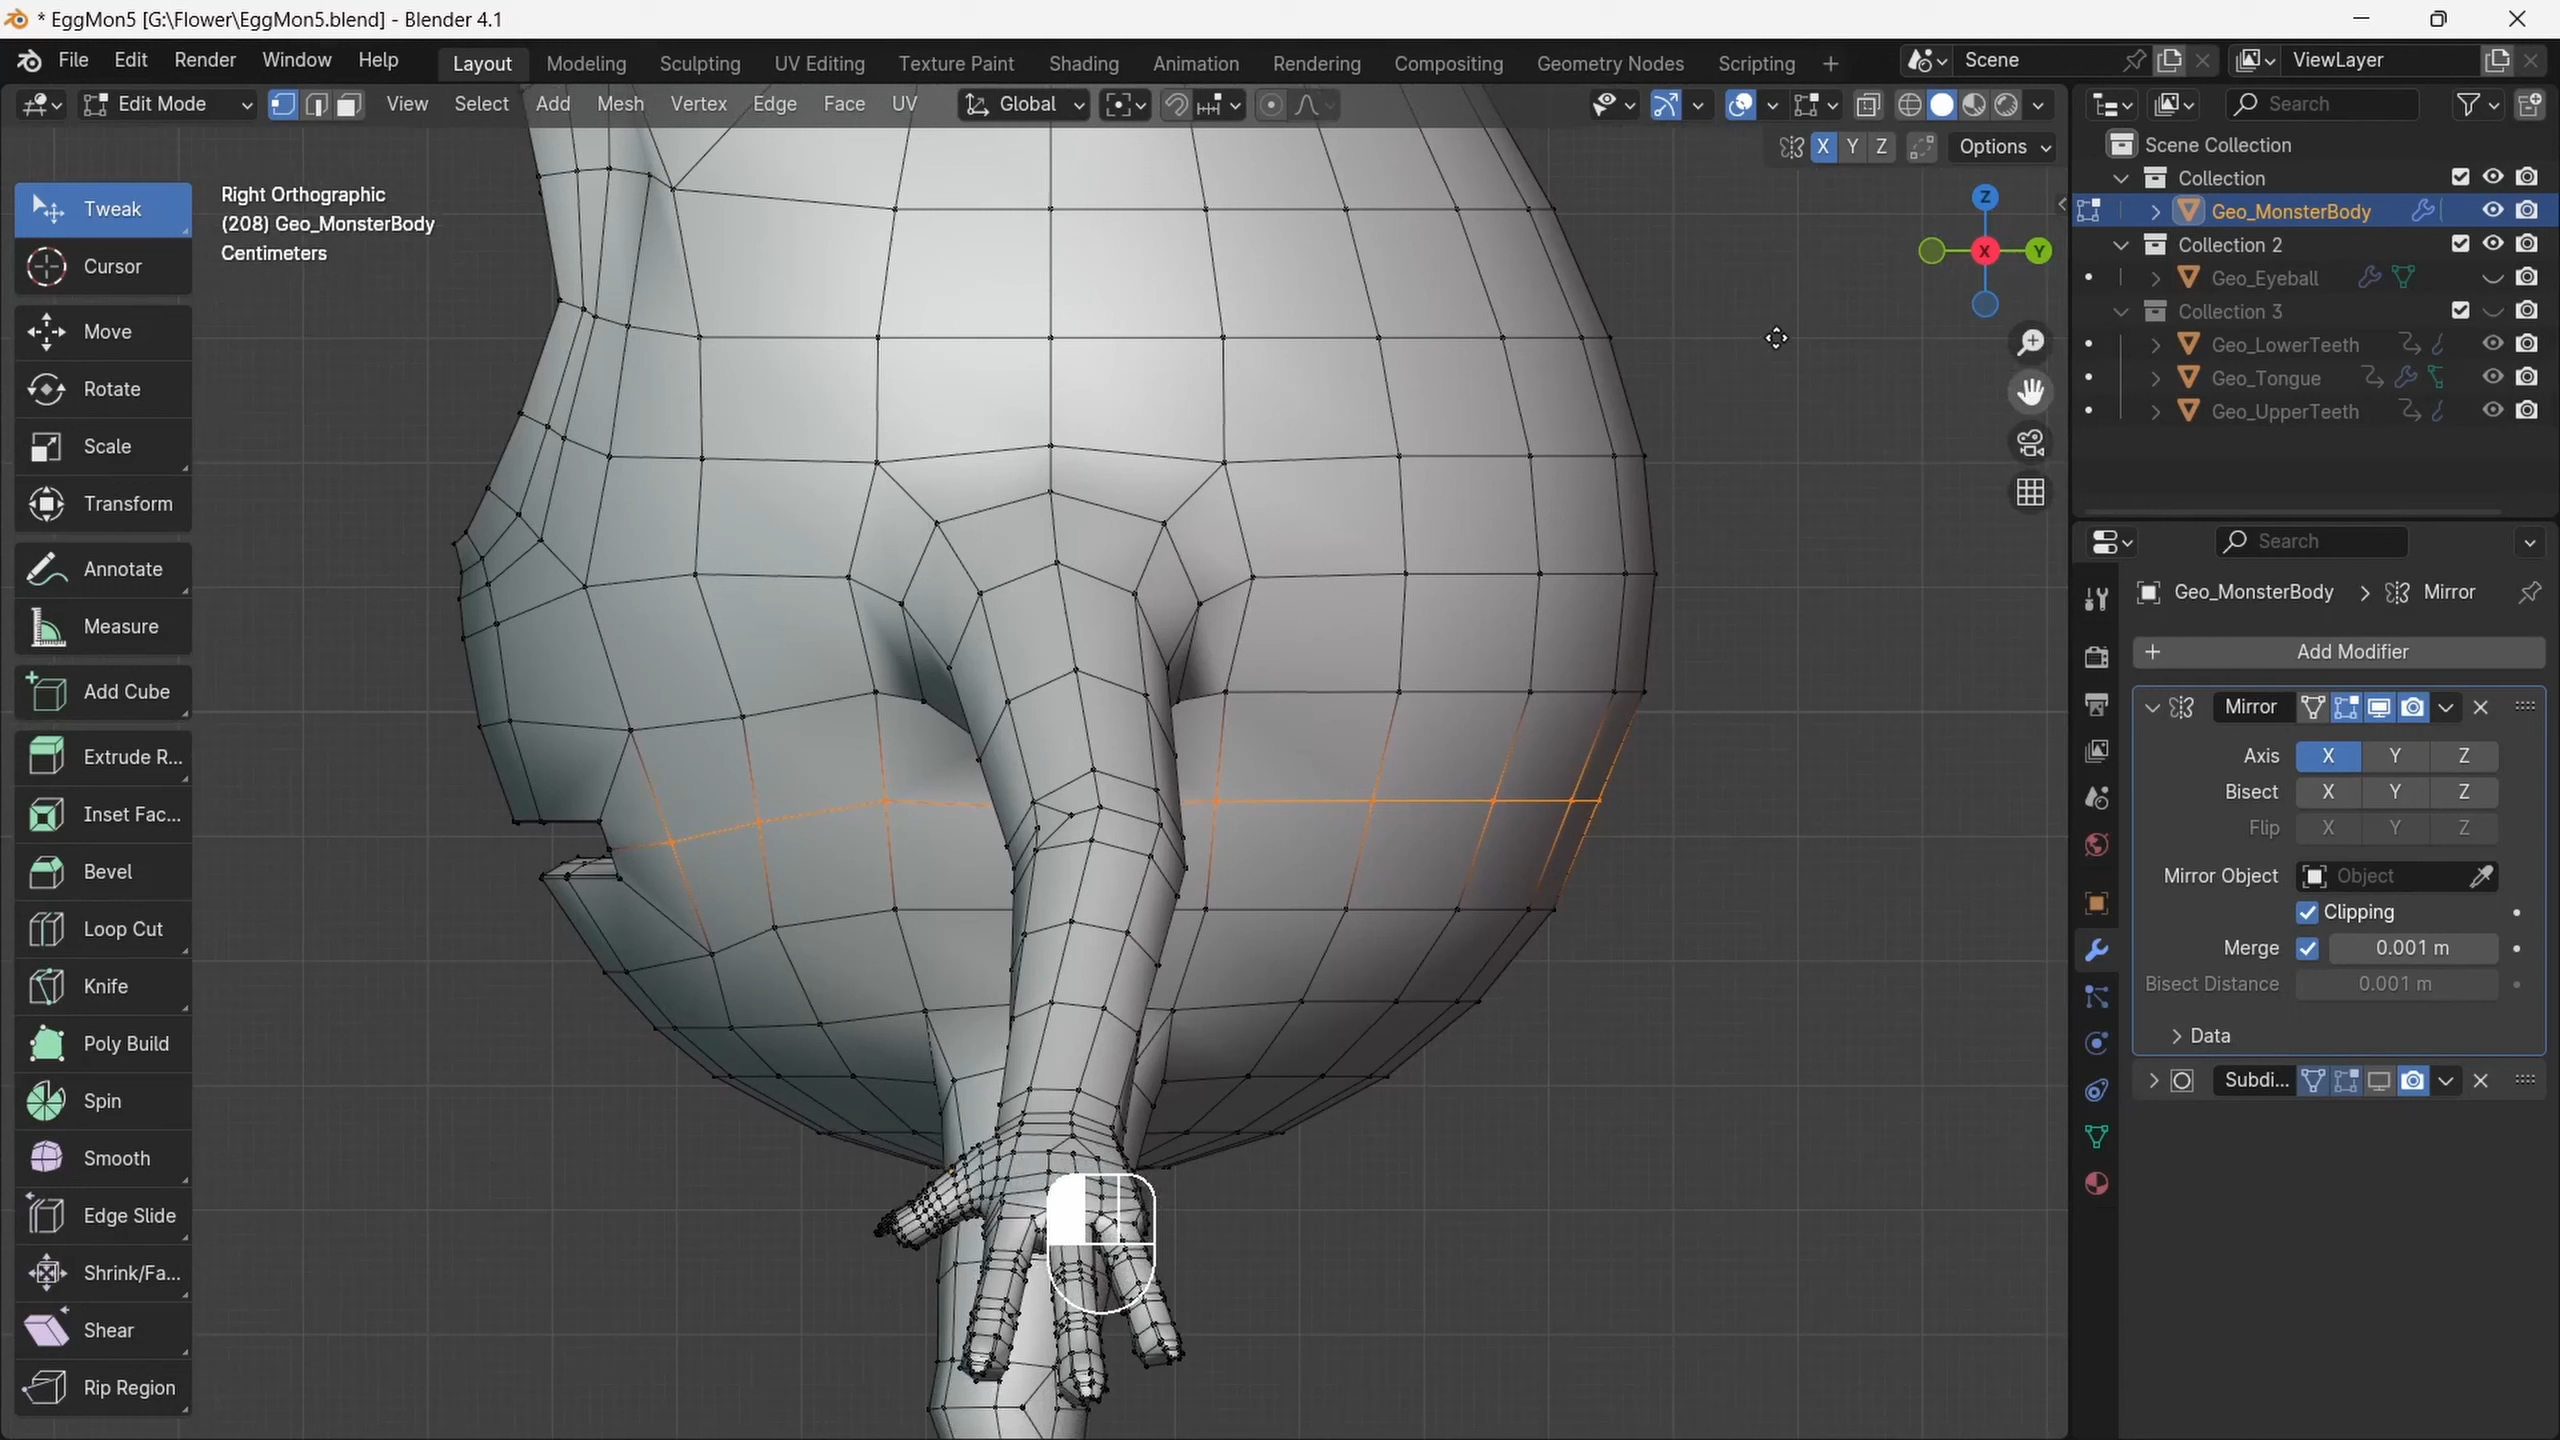 * EggMon5 [G:\Flower\EggMon5.blend] - Blender 4.1
File Edit Render Window Help Layout Modeling Sculpting UV Editing Texture Paint Shading Animation Rendering Compositing Geometry Nodes Scripting + Scene ViewLayer
Edit Mode View Select Add Mesh Vertex Edge Face UV Global Search
X Y Z Options
Right Orthographic
(208) Geo_MonsterBody
Centimeters
Tweak
Cursor
Move
Rotate
Scale
Transform
Annotate
Measure
Add Cube
Extrude R...
Inset Fac...
Bevel
Loop Cut
Knife
Poly Build
Spin
Smooth
Edge Slide
Shrink/Fa...
Shear
Rip Region
Z
X Y
Scene Collection
Collection
Geo_MonsterBody
Collection 2
Geo_Eyeball
Collection 3
Geo_LowerTeeth
Geo_Tongue
Geo_UpperTeeth
Search
Geo_MonsterBody > Mirror
+ Add Modifier
Mirror
Axis X Y Z
Bisect X Y Z
Flip X Y Z
Mirror Object Object
Clipping
Merge 0.001 m
Bisect Distance 0.001 m
Data
Subdi...